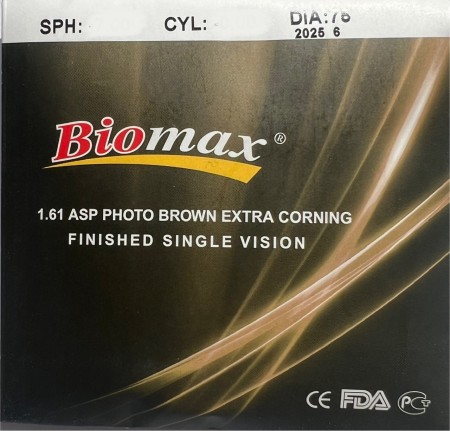 SPH: CYL: DIA:76
2025 6
Biomax ®
1.61 ASP PHOTO BROWN EXTRA CORNING
FINISHED SINGLE VISION
CE FDA PCT